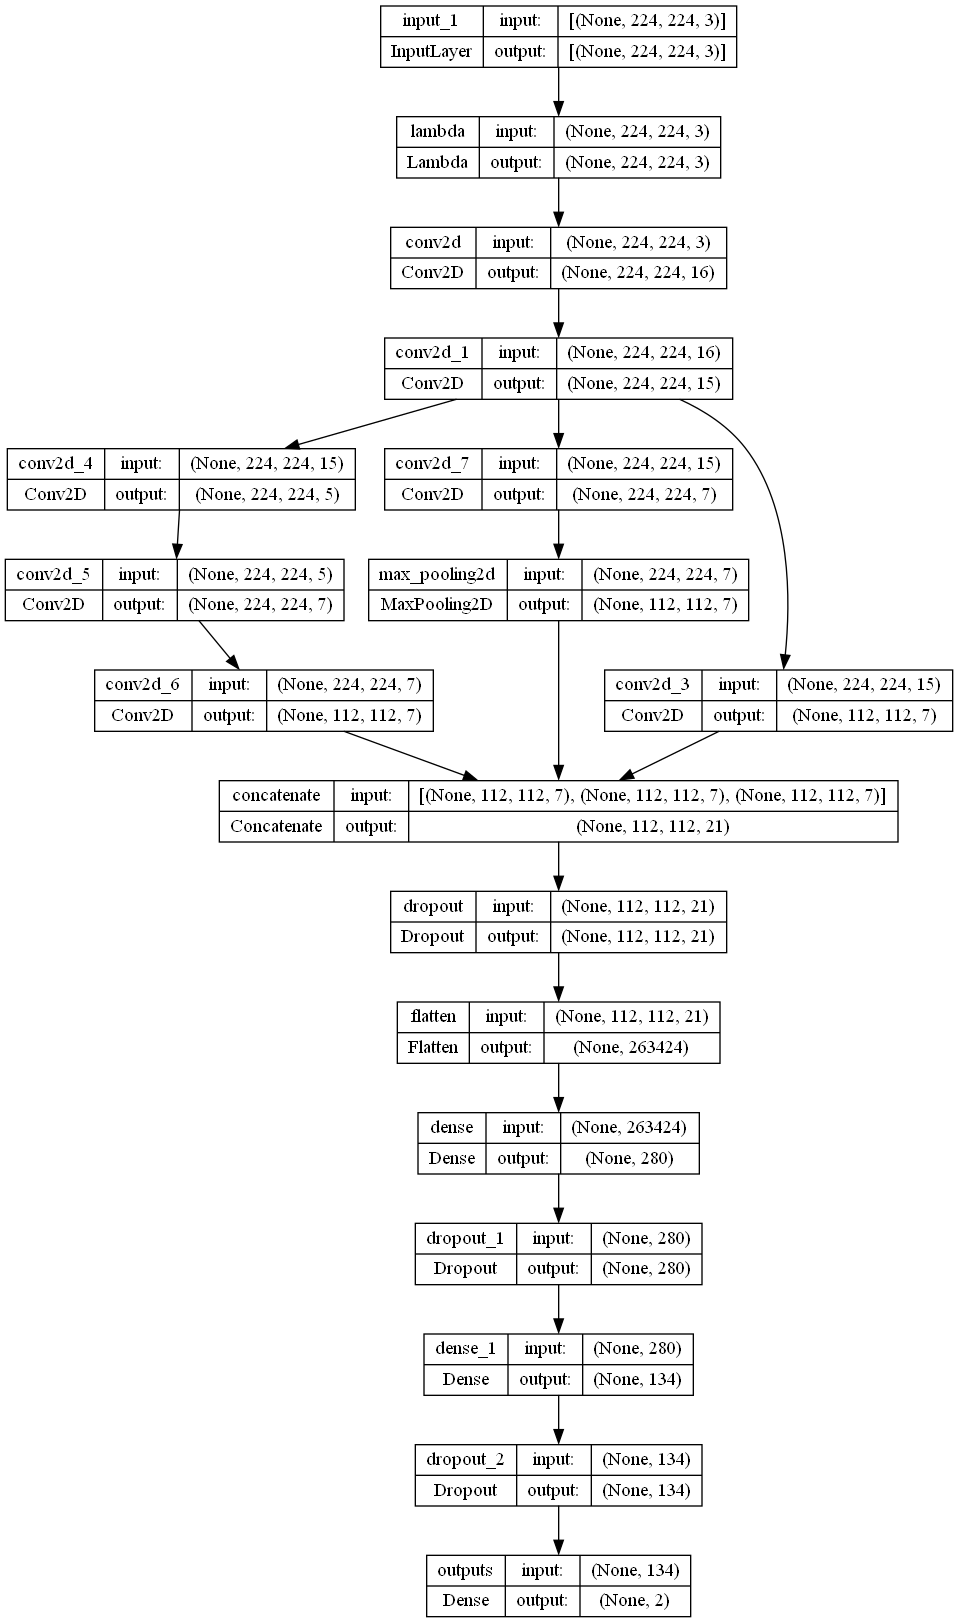 input_1 input: [(None, 224, 224, 3)]
InputLayer output: [(None, 224, 224, 3)]
lambda input: (None, 224, 224, 3)
Lambda output: (None, 224, 224, 3)
conv2d input: (None, 224, 224, 3)
Conv2D output: (None, 224, 224, 16)
conv2d_1 input: (None, 224, 224, 16)
Conv2D output: (None, 224, 224, 15)
conv2d_4 input: (None, 224, 224, 15)
Conv2D output: (None, 224, 224, 5)
conv2d_7 input: (None, 224, 224, 15)
Conv2D output: (None, 224, 224, 7)
conv2d_5 input: (None, 224, 224, 5)
Conv2D output: (None, 224, 224, 7)
max_pooling2d input: (None, 224, 224, 7)
MaxPooling2D output: (None, 112, 112, 7)
conv2d_6 input: (None, 224, 224, 7)
Conv2D output: (None, 112, 112, 7)
conv2d_3 input: (None, 224, 224, 15)
Conv2D output: (None, 112, 112, 7)
concatenate input: [(None, 112, 112, 7), (None, 112, 112, 7), (None, 112, 112, 7)]
Concatenate output: (None, 112, 112, 21)
dropout input: (None, 112, 112, 21)
Dropout output: (None, 112, 112, 21)
flatten input: (None, 112, 112, 21)
Flatten output: (None, 263424)
dense input: (None, 263424)
Dense output: (None, 280)
dropout_1 input: (None, 280)
Dropout output: (None, 280)
dense_1 input: (None, 280)
Dense output: (None, 134)
dropout_2 input: (None, 134)
Dropout output: (None, 134)
outputs input: (None, 134)
Dense output: (None, 2)